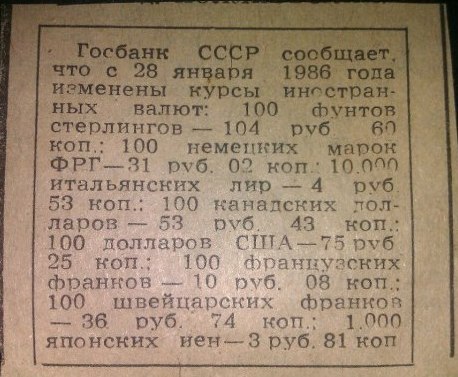 Госбанк СССР сообщает,
что с 28 января 1986 года
изменены курсы иностран-
ных валют: 100 фунтов
стерлингов — 104 руб. 60
коп.; 100 немецких марок
ФРГ—31 руб. 02 коп.; 10.000
итальянских лир — 4 руб.
53 коп.; 100 канадских дол-
ларов — 53 руб. 43 коп.;
100 долларов США—75 руб.
25 коп.; 100 французских
франков — 10 руб. 08 коп.;
100 швейцарских франков
— 36 руб. 74 коп.; 1.000
японских иен—3 руб. 81 коп